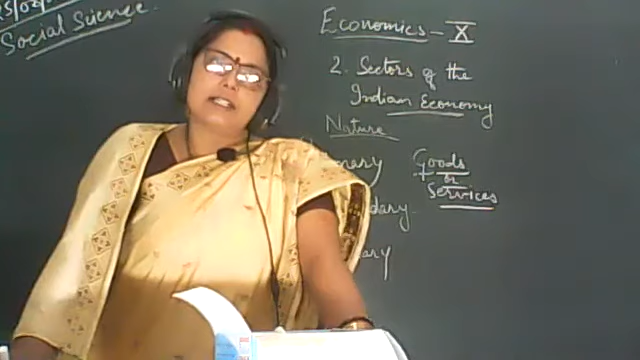 Social Science
Economics - X
2. Sectors of the
Indian Economy
Nature
Goods
or
Services